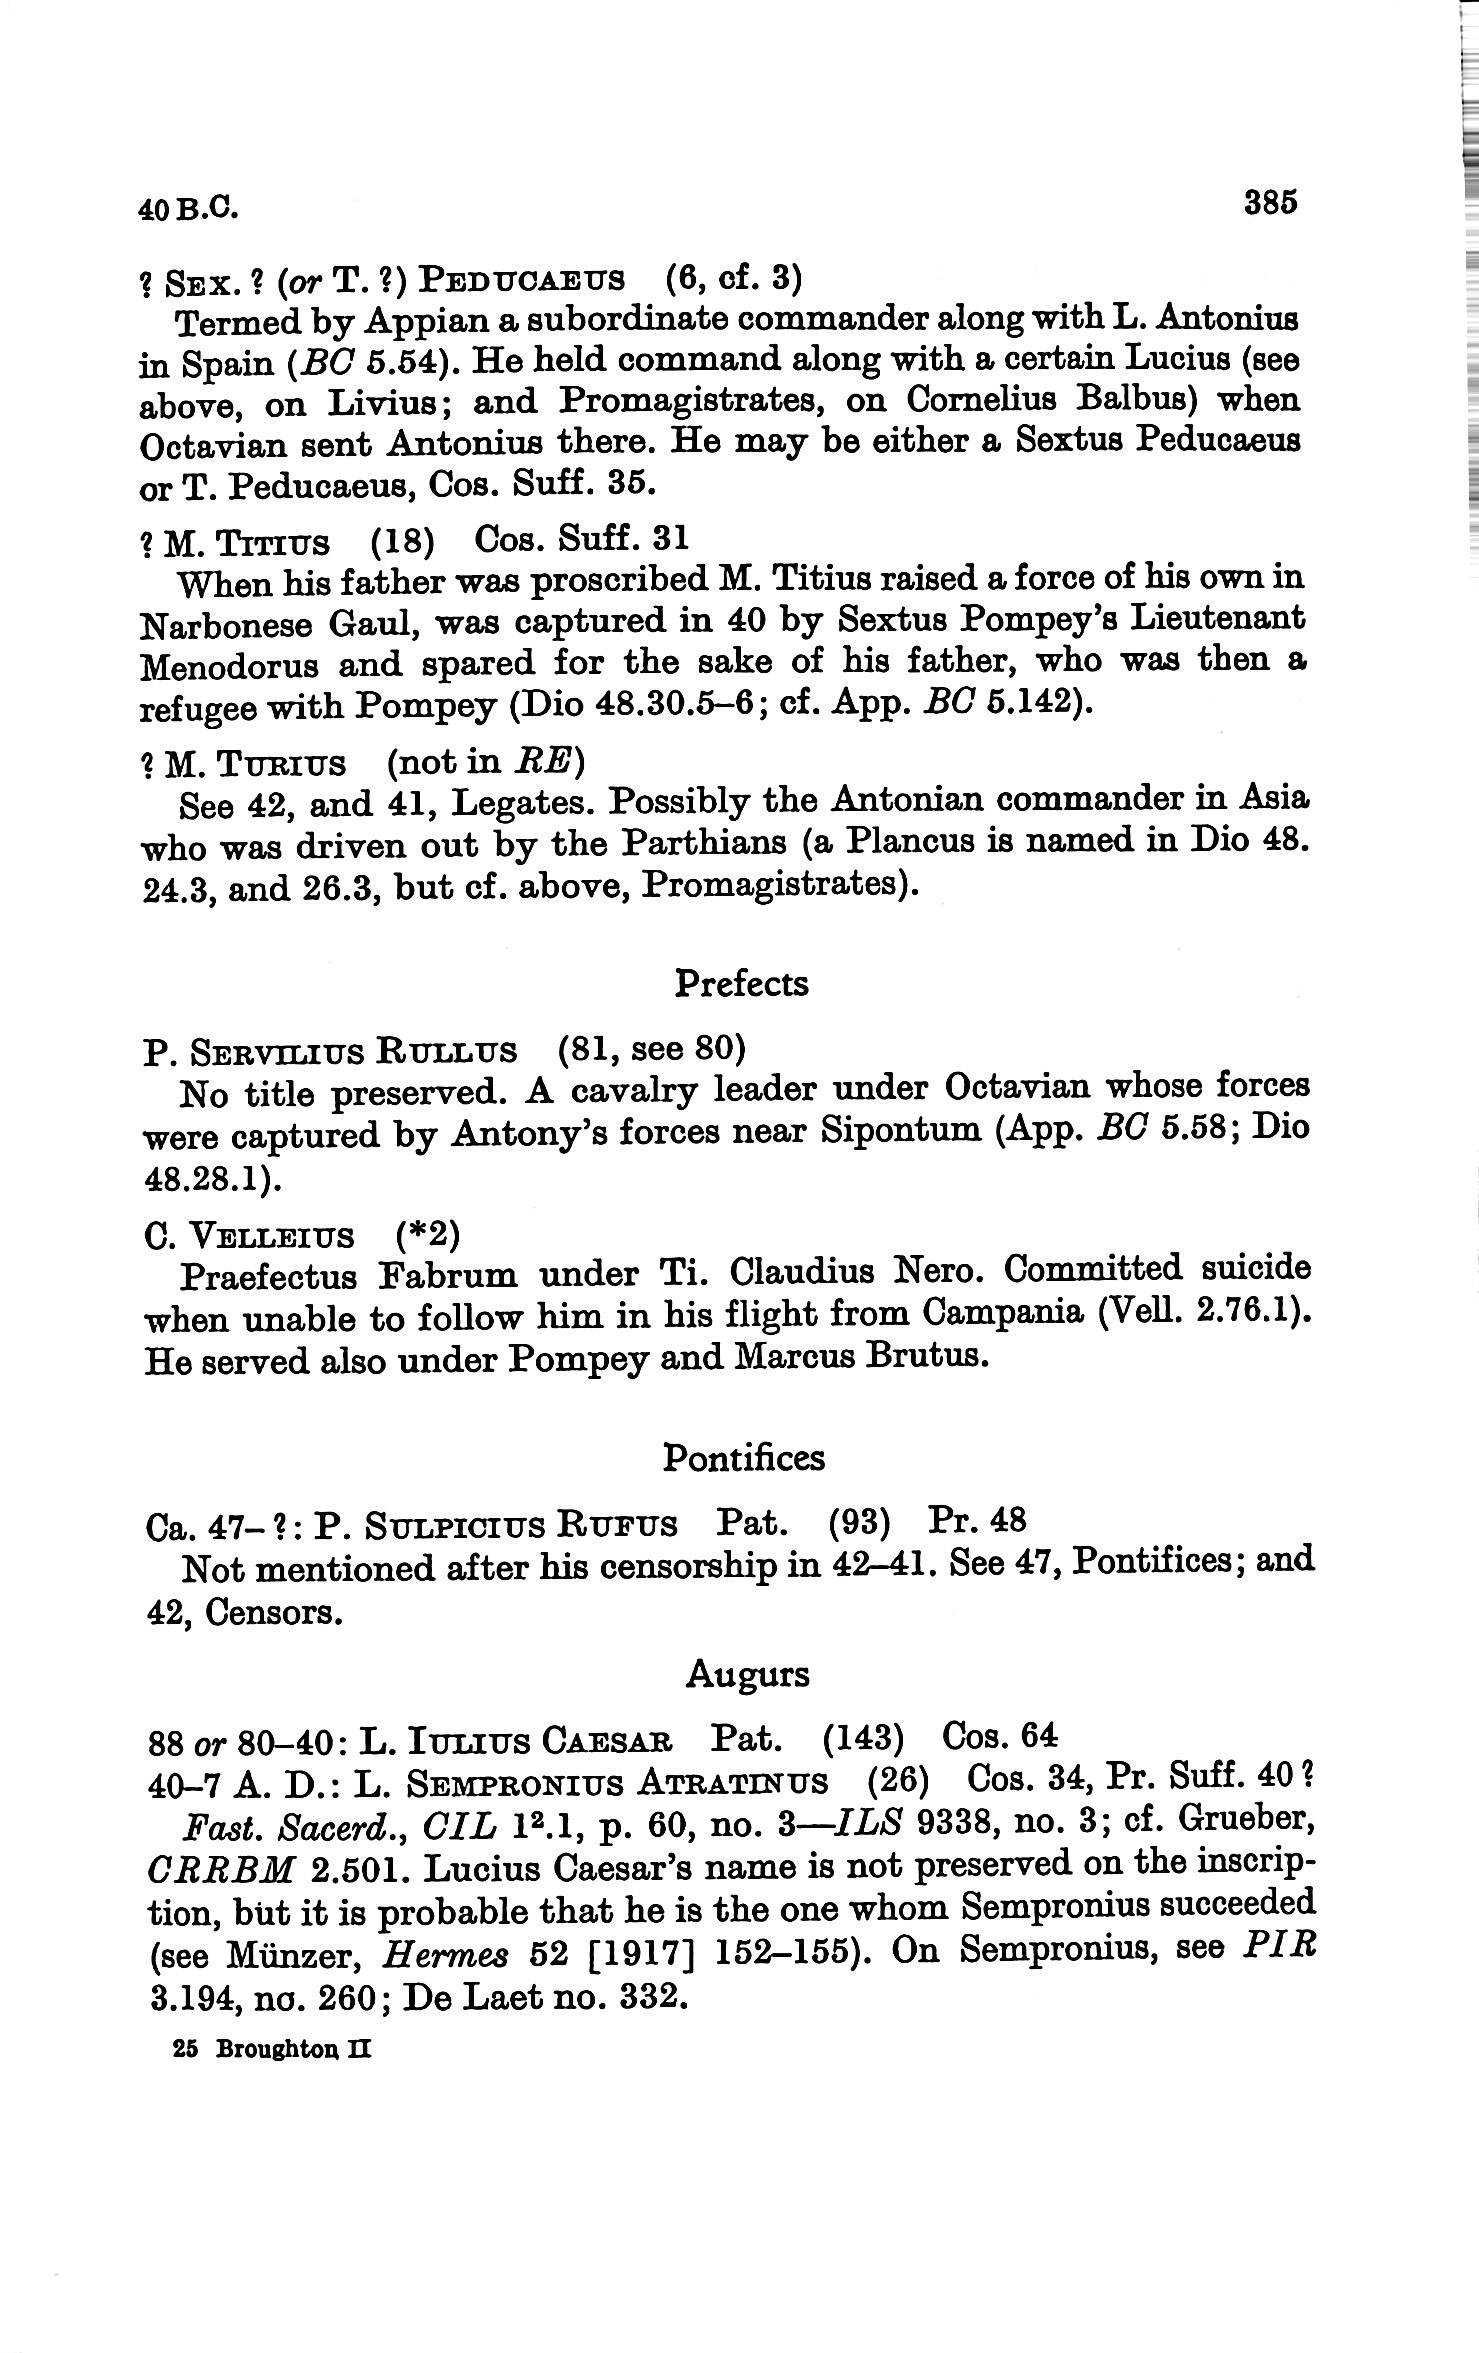 40 B.C. 385
? SEX. ? (or T. ?) PEDUCAEUS (6, cf. 3)
Termed by Appian a subordinate commander along with L. Antonius
in Spain (BC 5.54). He held command along with a certain Lucius (see
above, on Livius; and Promagistrates, on Cornelius Balbus) when
Octavian sent Antonius there. He may be either a Sextus Peducaeus
or T. Peducaeus, Cos. Suff. 35.
? M. TITIUS (18) Cos. Suff. 31
When his father was proscribed M. Titius raised a force of his own in
Narbonese Gaul, was captured in 40 by Sextus Pompey's Lieutenant
Menodorus and spared for the sake of his father, who was then a
refugee with Pompey (Dio 48.30.5–6; cf. App. BC 5.142).
? M. TURIUS (not in RE)
See 42, and 41, Legates. Possibly the Antonian commander in Asia
who was driven out by the Parthians (a Plancus is named in Dio 48.
24.3, and 26.3, but cf. above, Promagistrates).
Prefects
P. SERVILIUS RULLUS (81, see 80)
No title preserved. A cavalry leader under Octavian whose forces
were captured by Antony's forces near Sipontum (App. BC 5.58; Dio
48.28.1).
C. VELLEIUS (*2)
Praefectus Fabrum under Ti. Claudius Nero. Committed suicide
when unable to follow him in his flight from Campania (Vell. 2.76.1).
He served also under Pompey and Marcus Brutus.
Pontifices
Ca. 47–?: P. SULPICIUS RUFUS Pat. (93) Pr. 48
Not mentioned after his censorship in 42–41. See 47, Pontifices; and
42, Censors.
Augurs
88 or 80–40: L. IULIUS CAESAR Pat. (143) Cos. 64
40–7 A. D.: L. SEMPRONIUS ATRATINUS (26) Cos. 34, Pr. Suff. 40?
Fast. Sacerd., CIL 1².1, p. 60, no. 3—ILS 9338, no. 3; cf. Grueber,
CRRBM 2.501. Lucius Caesar's name is not preserved on the inscrip-
tion, but it is probable that he is the one whom Sempronius succeeded
(see Münzer, Hermes 52 [1917] 152–155). On Sempronius, see PIR
3.194, no. 260; De Laet no. 332.
25 Broughton II